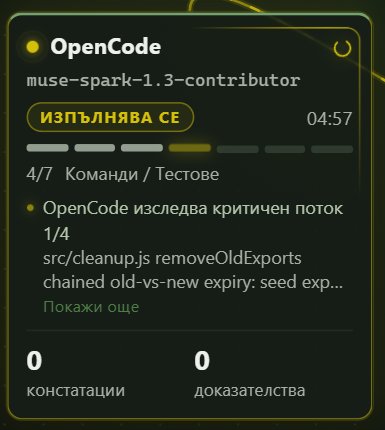 OpenCode
muse-spark-1.3-contributor
ИЗПЪЛНЯВА СЕ 04:57
4/7 Команди / Тестове
OpenCode изследва критичен поток
1/4
src/cleanup.js removeOldExports
chained old-vs-new expiry: seed exp...
Покажи още
0 0
констатации доказателства